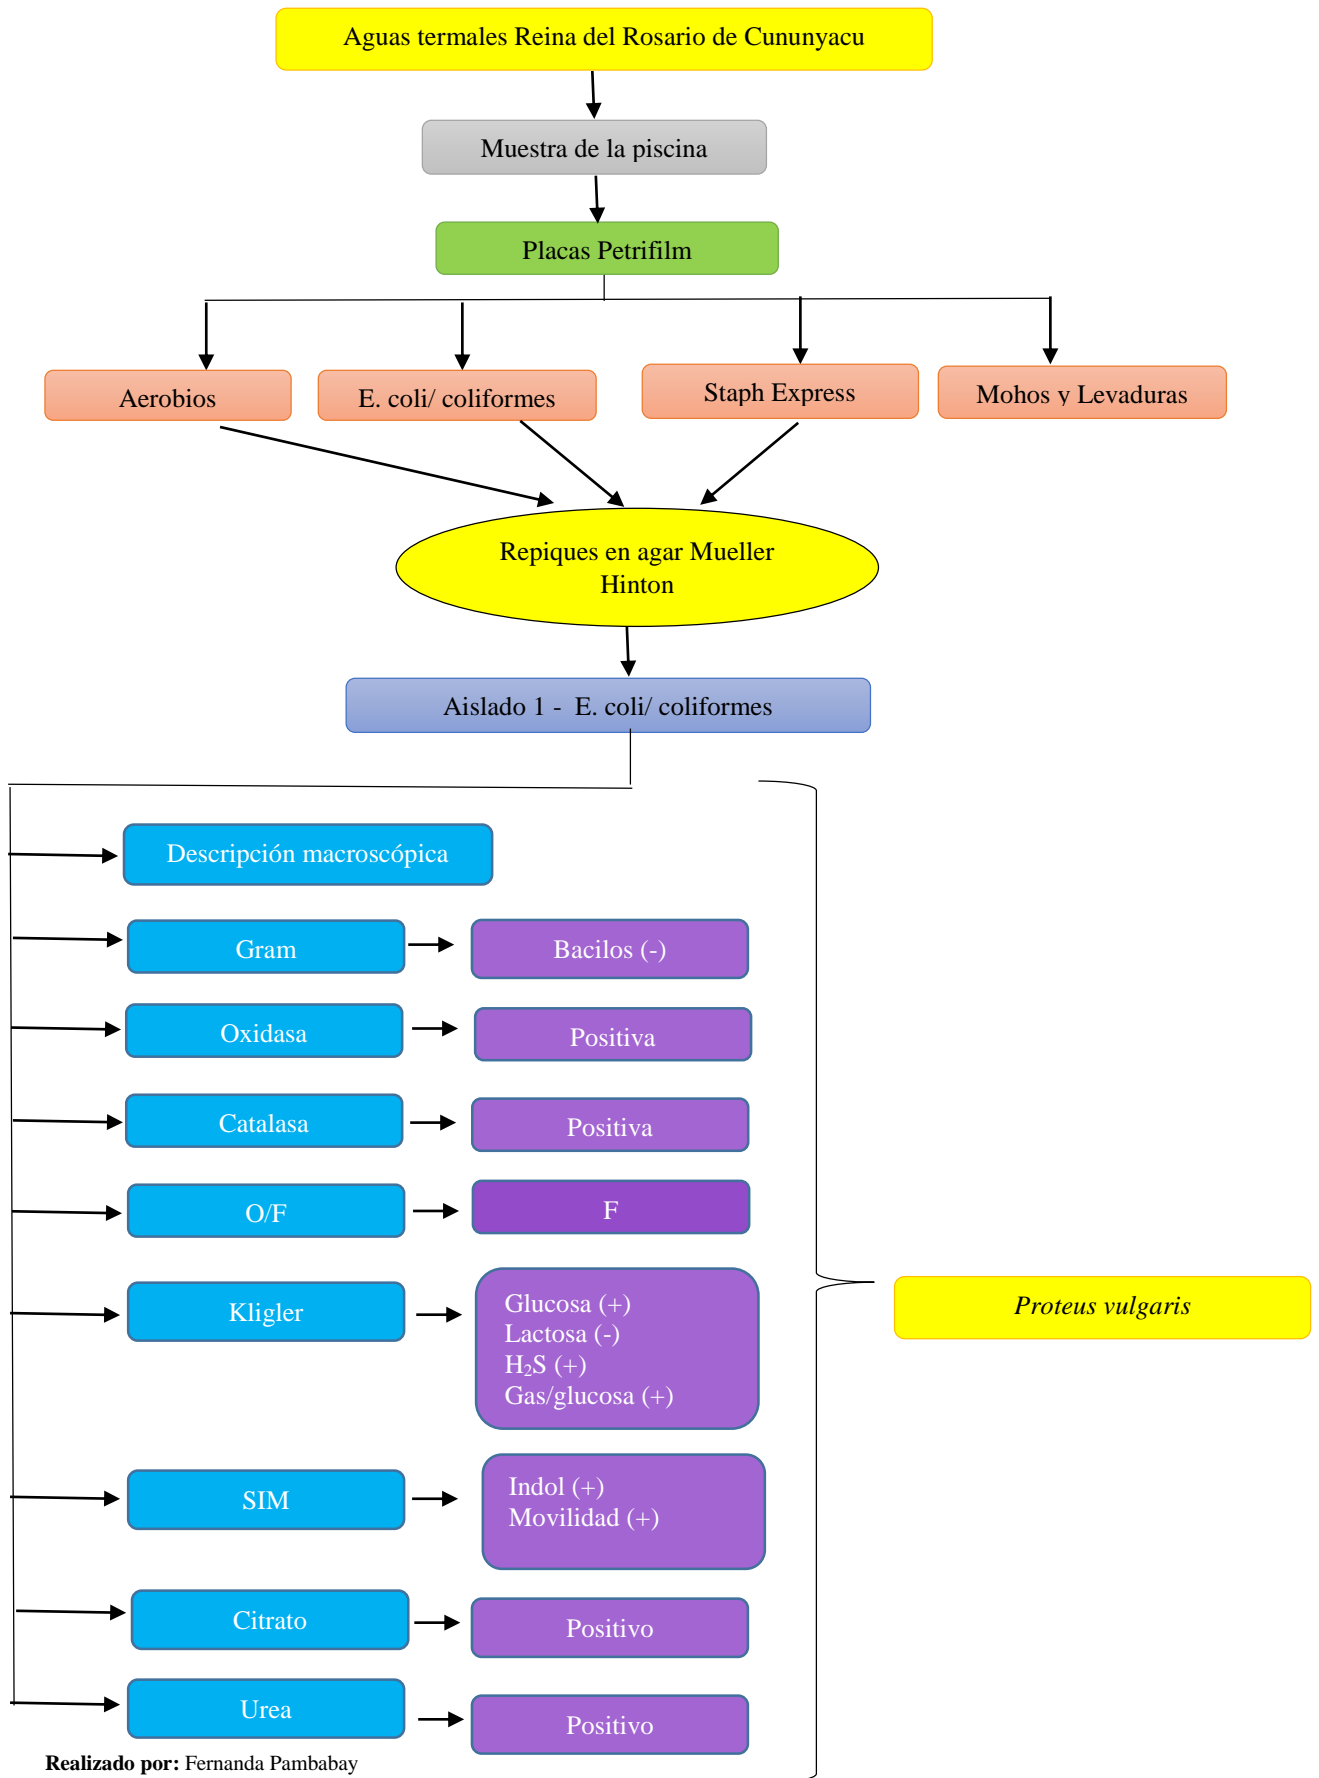 Aguas termales Reina del Rosario de Cununyacu
Muestra de la piscina
Placas Petrifilm
Aerobios
E. coli/ coliformes
Staph Express
Mohos y Levaduras
Repiques en agar Mueller
Hinton
Aislado 1 - E. coli/ coliformes
Descripción macroscópica
Gram
Bacilos (-)
Oxidasa
Positiva
Catalasa
Positiva
O/F
F
Kligler
Glucosa (+)
Lactosa (-)
H₂S (+)
Gas/glucosa (+)
Proteus vulgaris
SIM
Indol (+)
Movilidad (+)
Citrato
Positivo
Urea
Positivo
Realizado por: Fernanda Pambabay